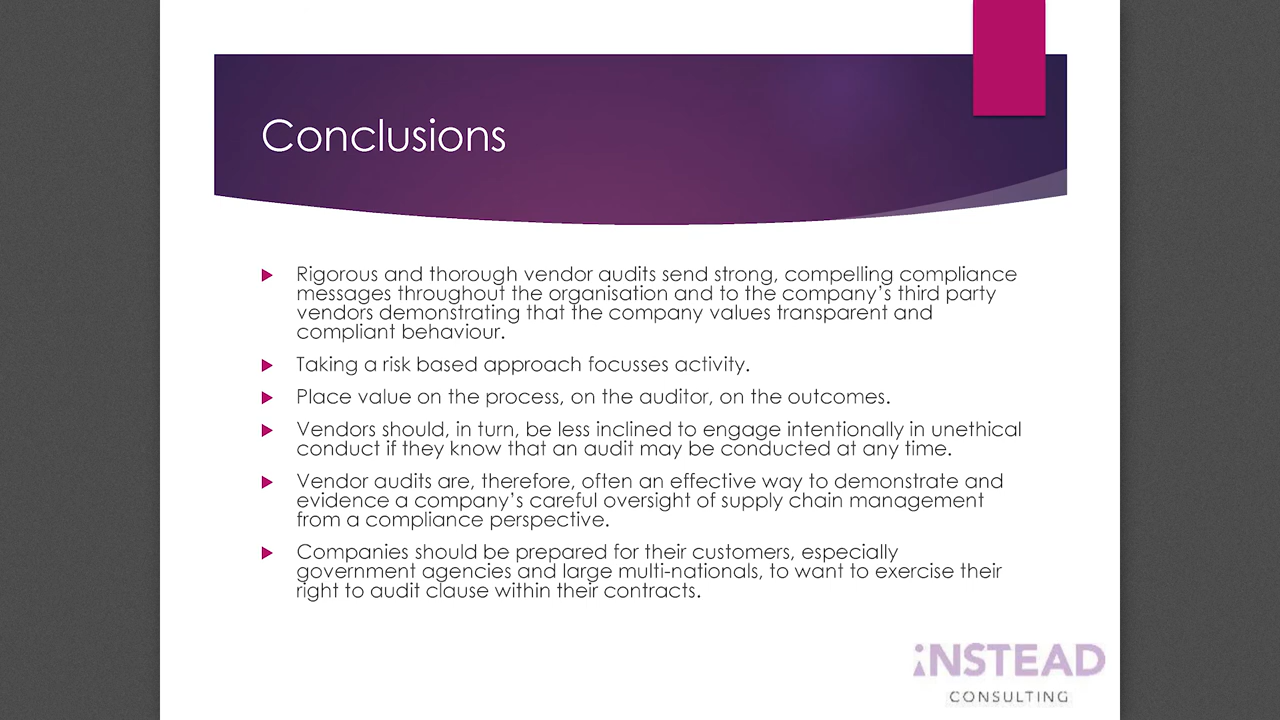 Conclusions
Rigorous and thorough vendor audits send strong, compelling compliance
messages throughout the organisation and to the company's third party
vendors demonstrating that the company values transparent and
compliant behaviour.
Taking a risk based approach focusses activity.
Place value on the process, on the auditor, on the outcomes.
Vendors should, in turn, be less inclined to engage intentionally in unethical
conduct if they know that an audit may be conducted at any time.
Vendor audits are, therefore, often an effective way to demonstrate and
evidence a company's careful oversight of supply chain management
from a compliance perspective.
Companies should be prepared for their customers, especially
government agencies and large multi-nationals, to want to exercise their
right to audit clause within their contracts.
iNSTEAD
CONSULTING